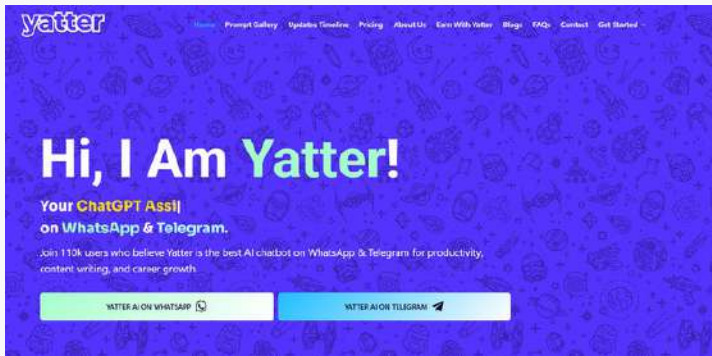 yatter
Home Prompt Gallery Updates Timeline Pricing About Us Earn With Yatter Blogs FAQs Contact Get Started
Hi, I Am Yatter!
Your ChatGPT Assi|
on WhatsApp & Telegram.
Join 110k users who believe Yatter is the best AI chatbot on WhatsApp & Telegram for productivity,
content writing, and career growth
YATTER AI ON WHATSAPP
YATTER AI ON TELEGRAM